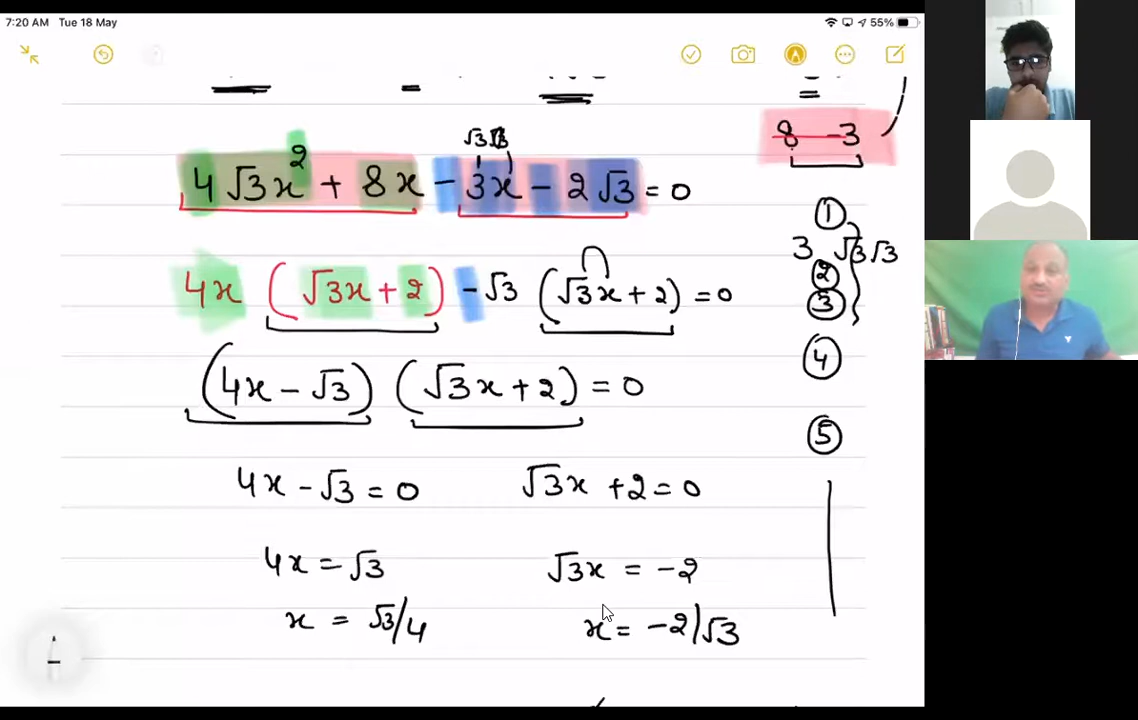 7:20 AM Tue 18 May
55%
8 -3
√3 √3
4√3x² + 8x - 3x - 2√3 = 0
①
3 √3 √3
②
③
4x (√3x + 2) - √3 (√3x + 2) = 0
④
(4x - √3) (√3x + 2) = 0
⑤
4x - √3 = 0 √3x + 2 = 0
4x = √3 √3x = -2
x = √3/4 x = -2/√3